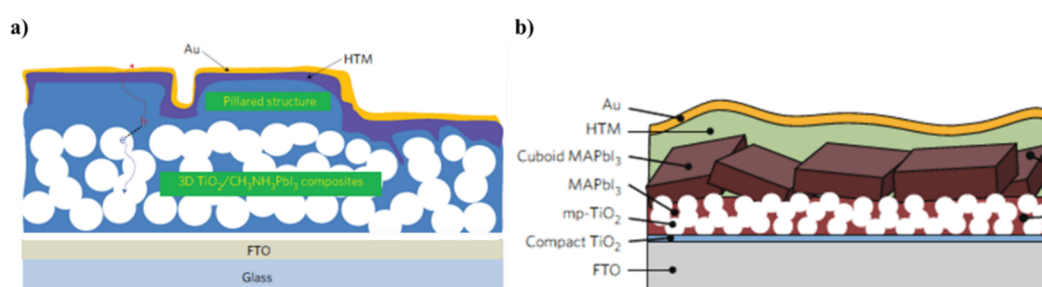 a)
Au
HTM
Pillared structure
h
e
3D TiO₂/CH₃NH₃PbI₃ composites
FTO
Glass
b)
Au
HTM
Cuboid MAPbI₃
MAPbI₃
mp-TiO₂
Compact TiO₂
FTO